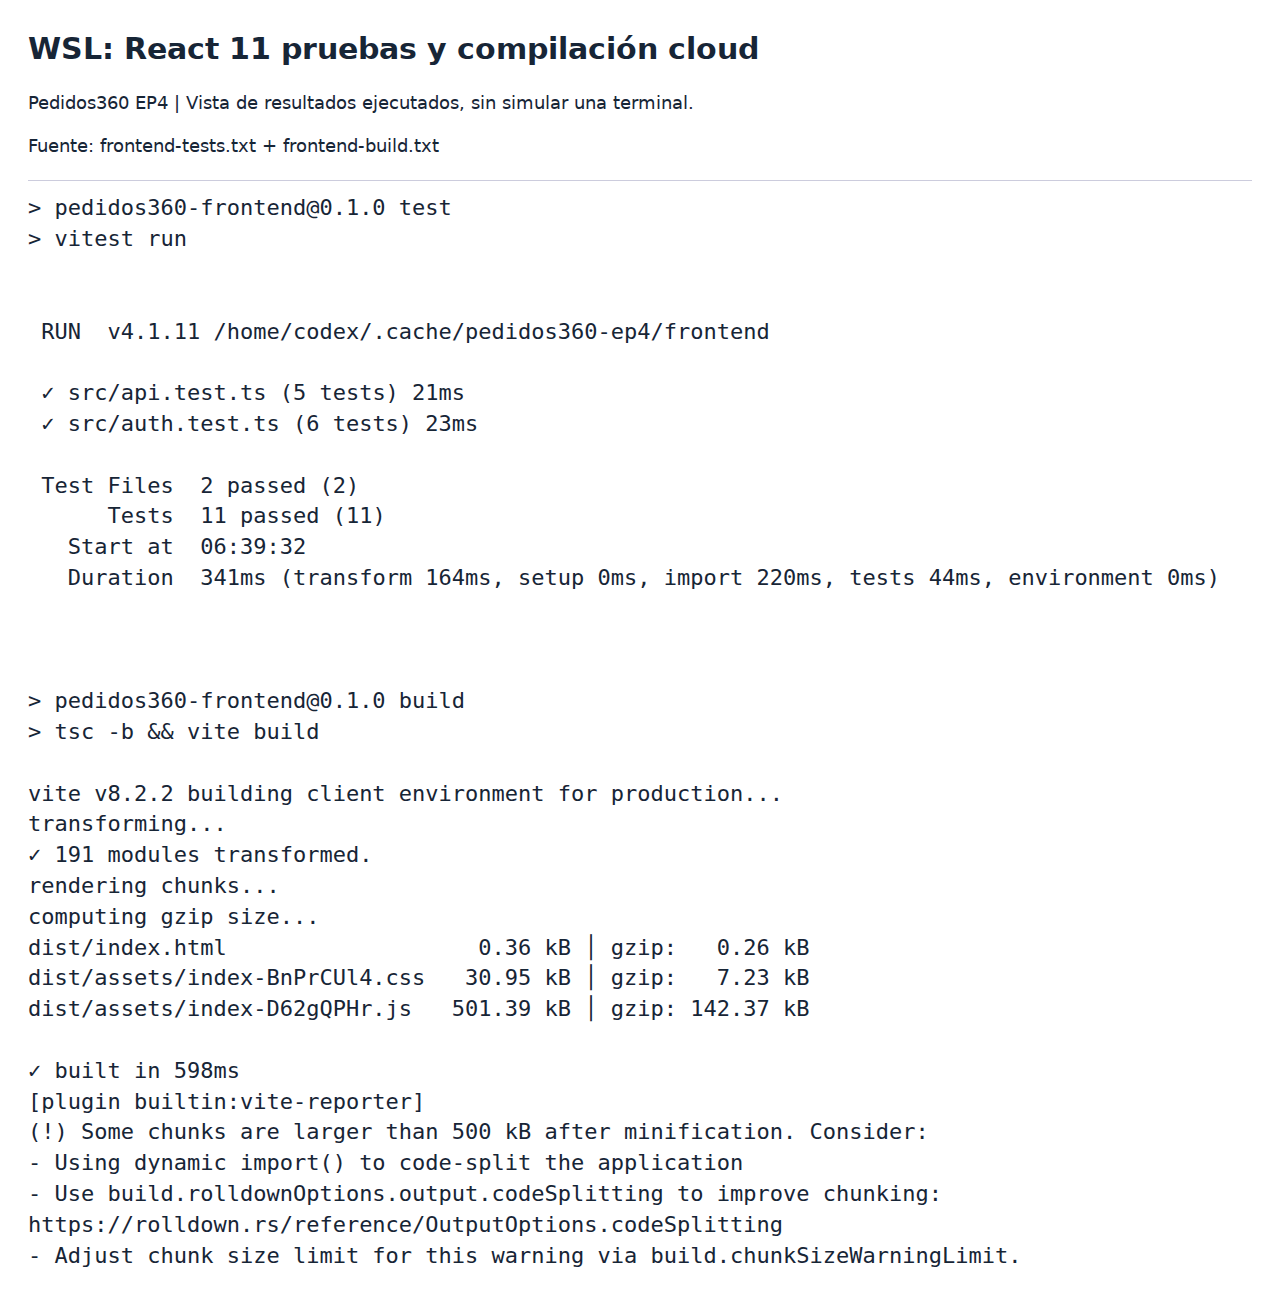 WSL: React 11 pruebas y compilación cloud
Pedidos360 EP4 | Vista de resultados ejecutados, sin simular una terminal.
Fuente: frontend-tests.txt + frontend-build.txt
> pedidos360-frontend@0.1.0 test
> vitest run
RUN  v4.1.11 /home/codex/.cache/pedidos360-ep4/frontend
✓ src/api.test.ts (5 tests) 21ms
✓ src/auth.test.ts (6 tests) 23ms
Test Files  2 passed (2)
Tests  11 passed (11)
Start at  06:39:32
Duration  341ms (transform 164ms, setup 0ms, import 220ms, tests 44ms, environment 0ms)
> pedidos360-frontend@0.1.0 build
> tsc -b && vite build
vite v8.2.2 building client environment for production...
transforming...
✓ 191 modules transformed.
rendering chunks...
computing gzip size...
dist/index.html                   0.36 kB │ gzip:   0.26 kB
dist/assets/index-BnPrCUl4.css   30.95 kB │ gzip:   7.23 kB
dist/assets/index-D62gQPHr.js   501.39 kB │ gzip: 142.37 kB
✓ built in 598ms
[plugin builtin:vite-reporter]
(!) Some chunks are larger than 500 kB after minification. Consider:
- Using dynamic import() to code-split the application
- Use build.rolldownOptions.output.codeSplitting to improve chunking:
https://rolldown.rs/reference/OutputOptions.codeSplitting
- Adjust chunk size limit for this warning via build.chunkSizeWarningLimit.